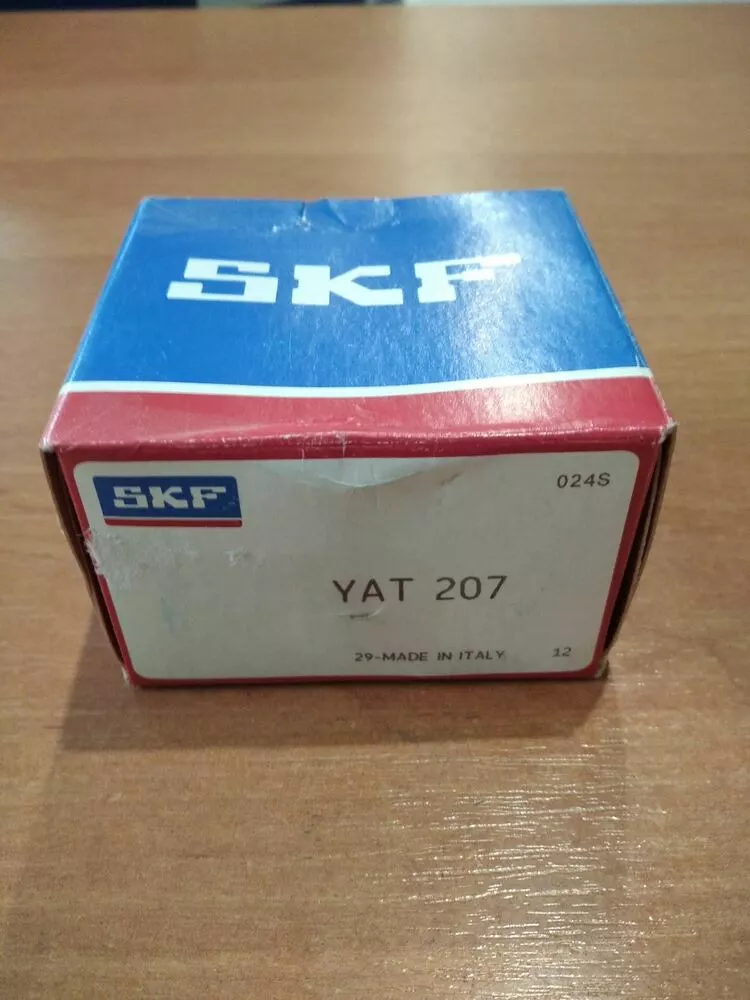 SKF
SKF
024S
YAT 207
29-MADE IN ITALY
12